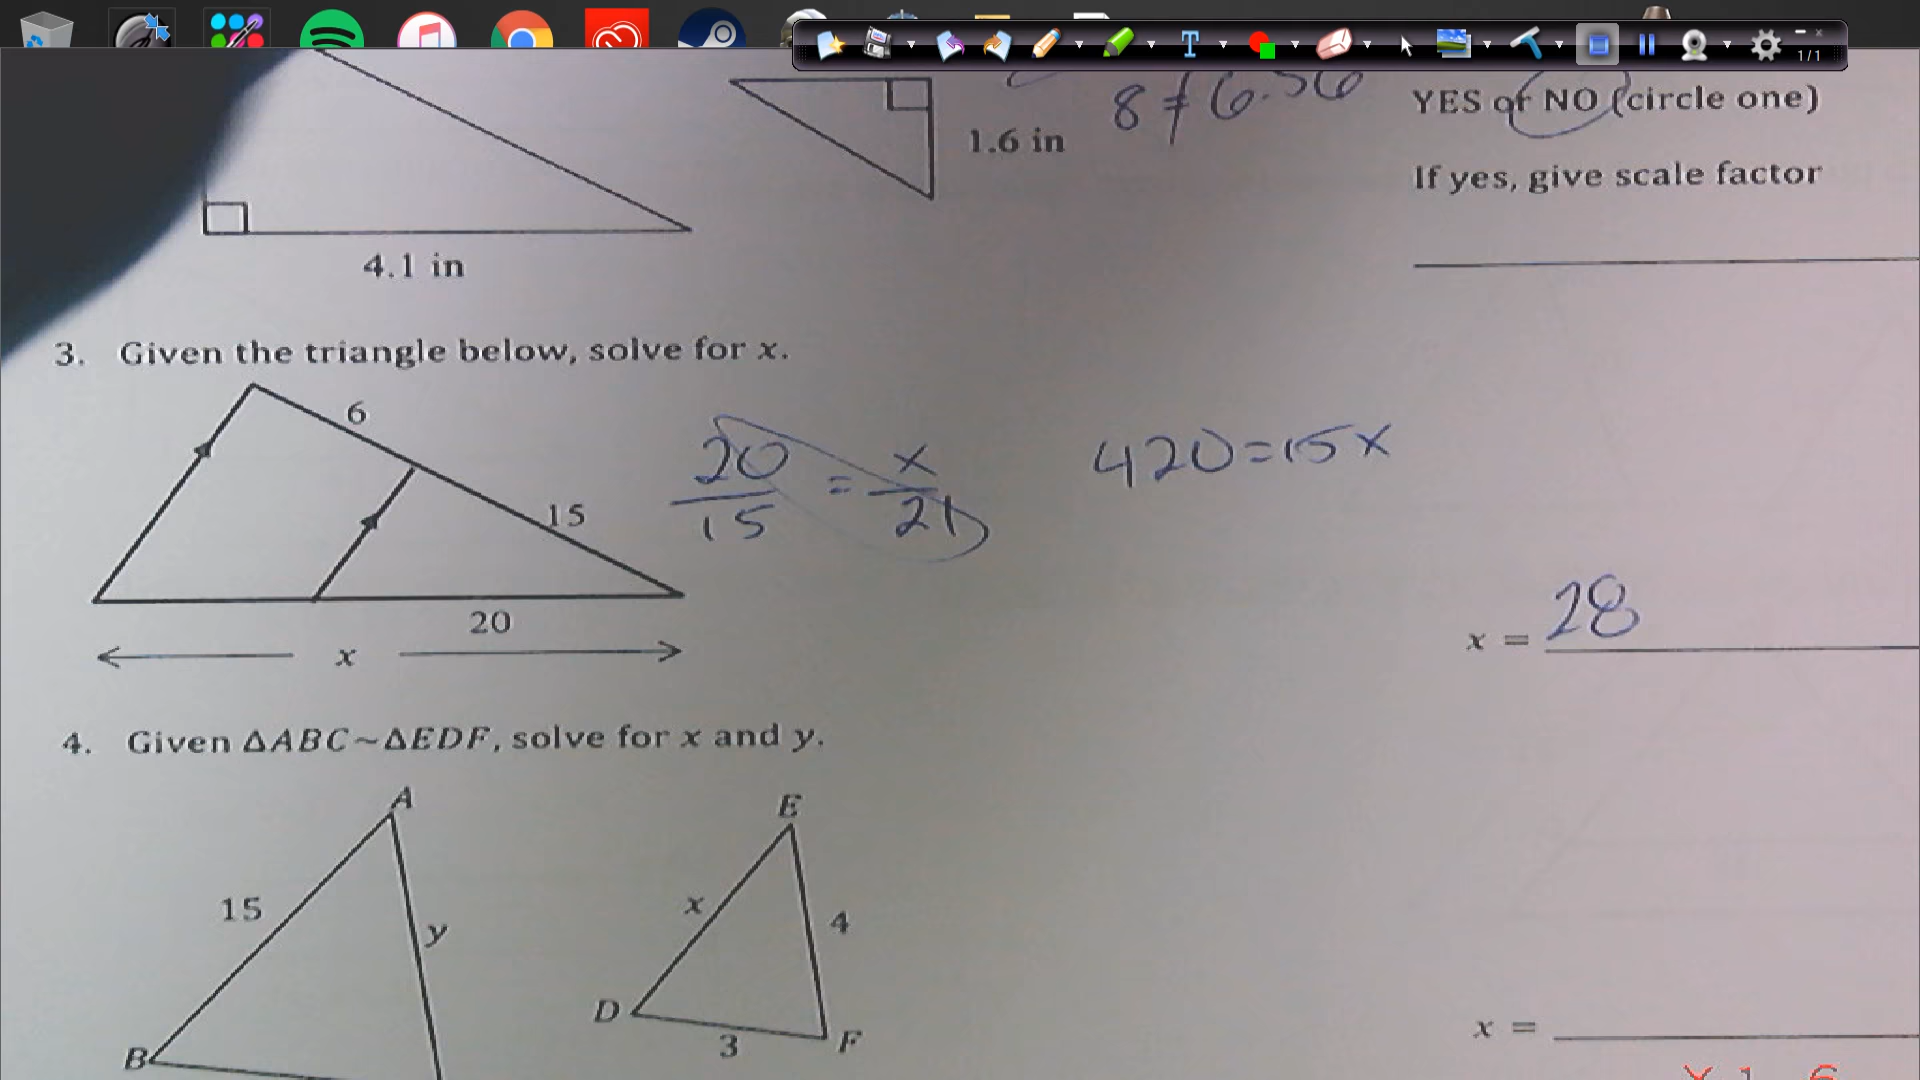 1/1
8 ≠ 6.56
YES or NO (circle one)
1.6 in
If yes, give scale factor
4.1 in
3. Given the triangle below, solve for x.
6
15
20
x
20/15 = x/21
420=15x
x = 28
4. Given ΔABC~ΔEDF, solve for x and y.
A
E
15
y
x
4
D
F
3
B
x =